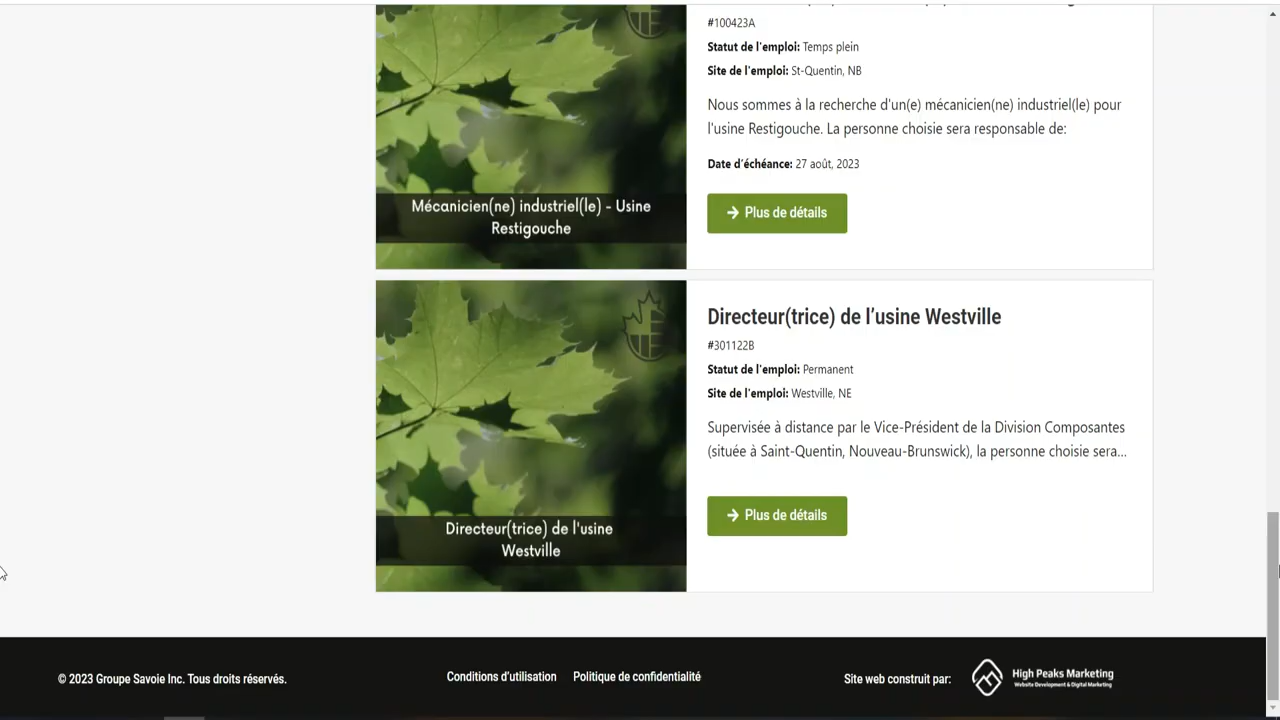 #100423A
Statut de l'emploi: Temps plein
Site de l'emploi: St-Quentin, NB
Nous sommes à la recherche d'un(e) mécanicien(ne) industriel(le) pour
l'usine Restigouche. La personne choisie sera responsable de:
Date d'échéance: 27 août, 2023
Plus de détails
Mécanicien(ne) industriel(le) - Usine
Restigouche
Directeur(trice) de l’usine Westville
#301122B
Statut de l'emploi: Permanent
Site de l'emploi: Westville, NE
Supervisée à distance par le Vice-Président de la Division Composantes
(située à Saint-Quentin, Nouveau-Brunswick), la personne choisie sera...
Plus de détails
Directeur(trice) de l'usine
Westville
© 2023 Groupe Savoie Inc. Tous droits réservés.
Conditions d’utilisation
Politique de confidentialité
Site web construit par:
High Peaks Marketing
Website Development & Digital Marketing